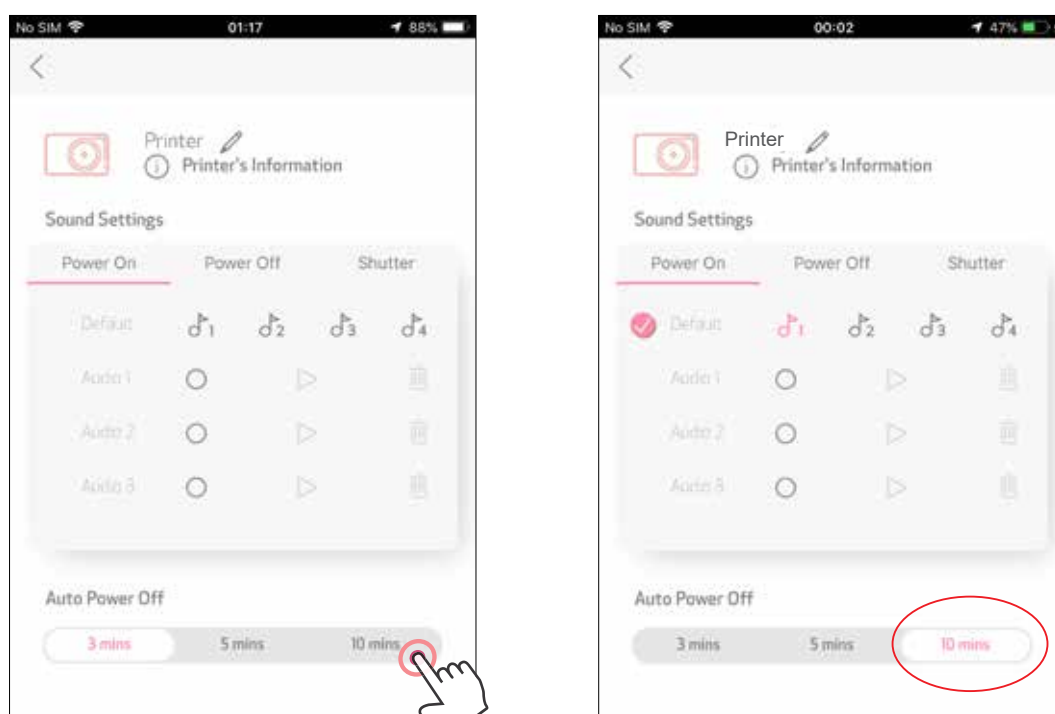 No SIM 01:17 88%
Printer
Printer's Information
Sound Settings
Power On Power Off Shutter
Default 1 2 3 4
Audio 1
Audio 2
Audio 3
Auto Power Off
3 mins 5 mins 10 mins
No SIM 00:02 47%
Printer
Printer's Information
Sound Settings
Power On Power Off Shutter
Default 1 2 3 4
Audio 1
Audio 2
Audio 3
Auto Power Off
3 mins 5 mins 10 mins